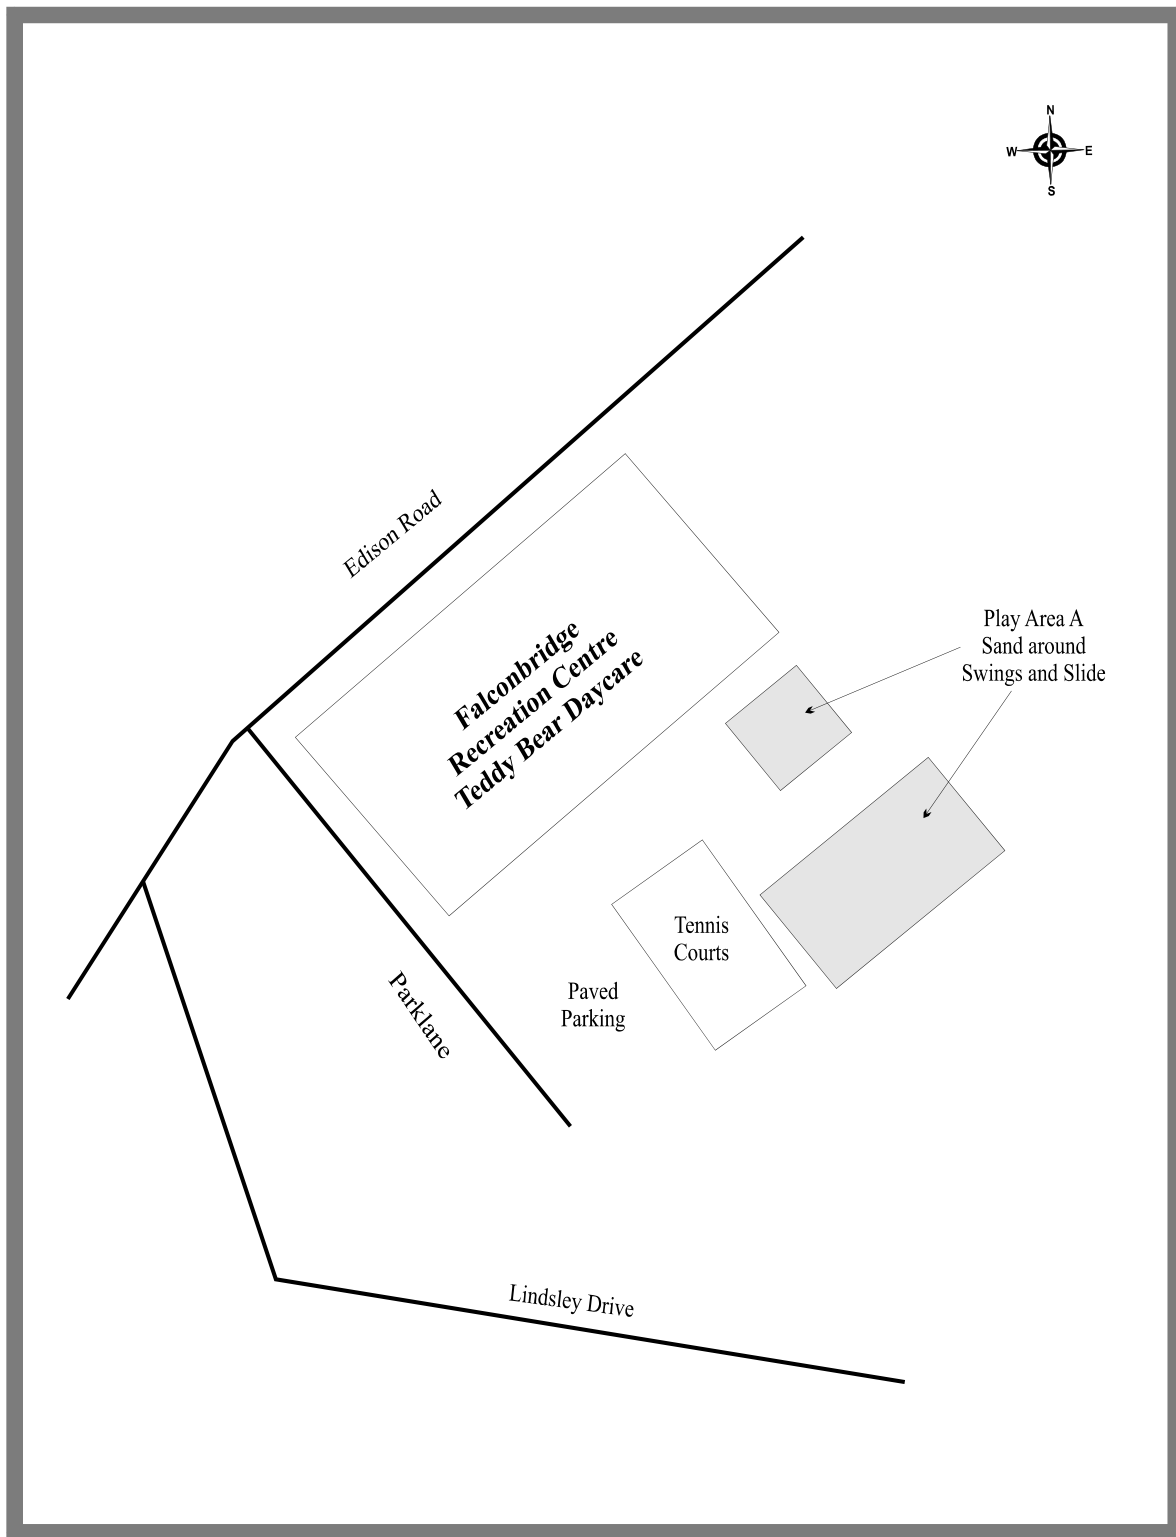 N
W
E
S
Edison Road
Falconbridge
Recreation Centre
Teddy Bear Daycare
Play Area A
Sand around
Swings and Slide
Tennis
Courts
Paved
Parking
Parklane
Lindsley Drive